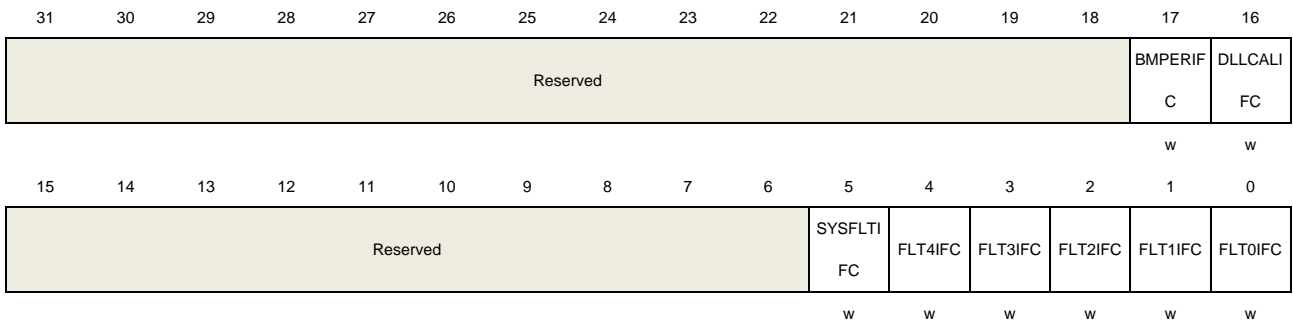 31 30 29 28 27 26 25 24 23 22 21 20 19 18 17 16
Reserved
BMPERIF
C
DLLCALI
FC
w w
15 14 13 12 11 10 9 8 7 6 5 4 3 2 1 0
Reserved
SYSFLTI
FC
FLT4IFC FLT3IFC FLT2IFC FLT1IFC FLT0IFC
w w w w w w